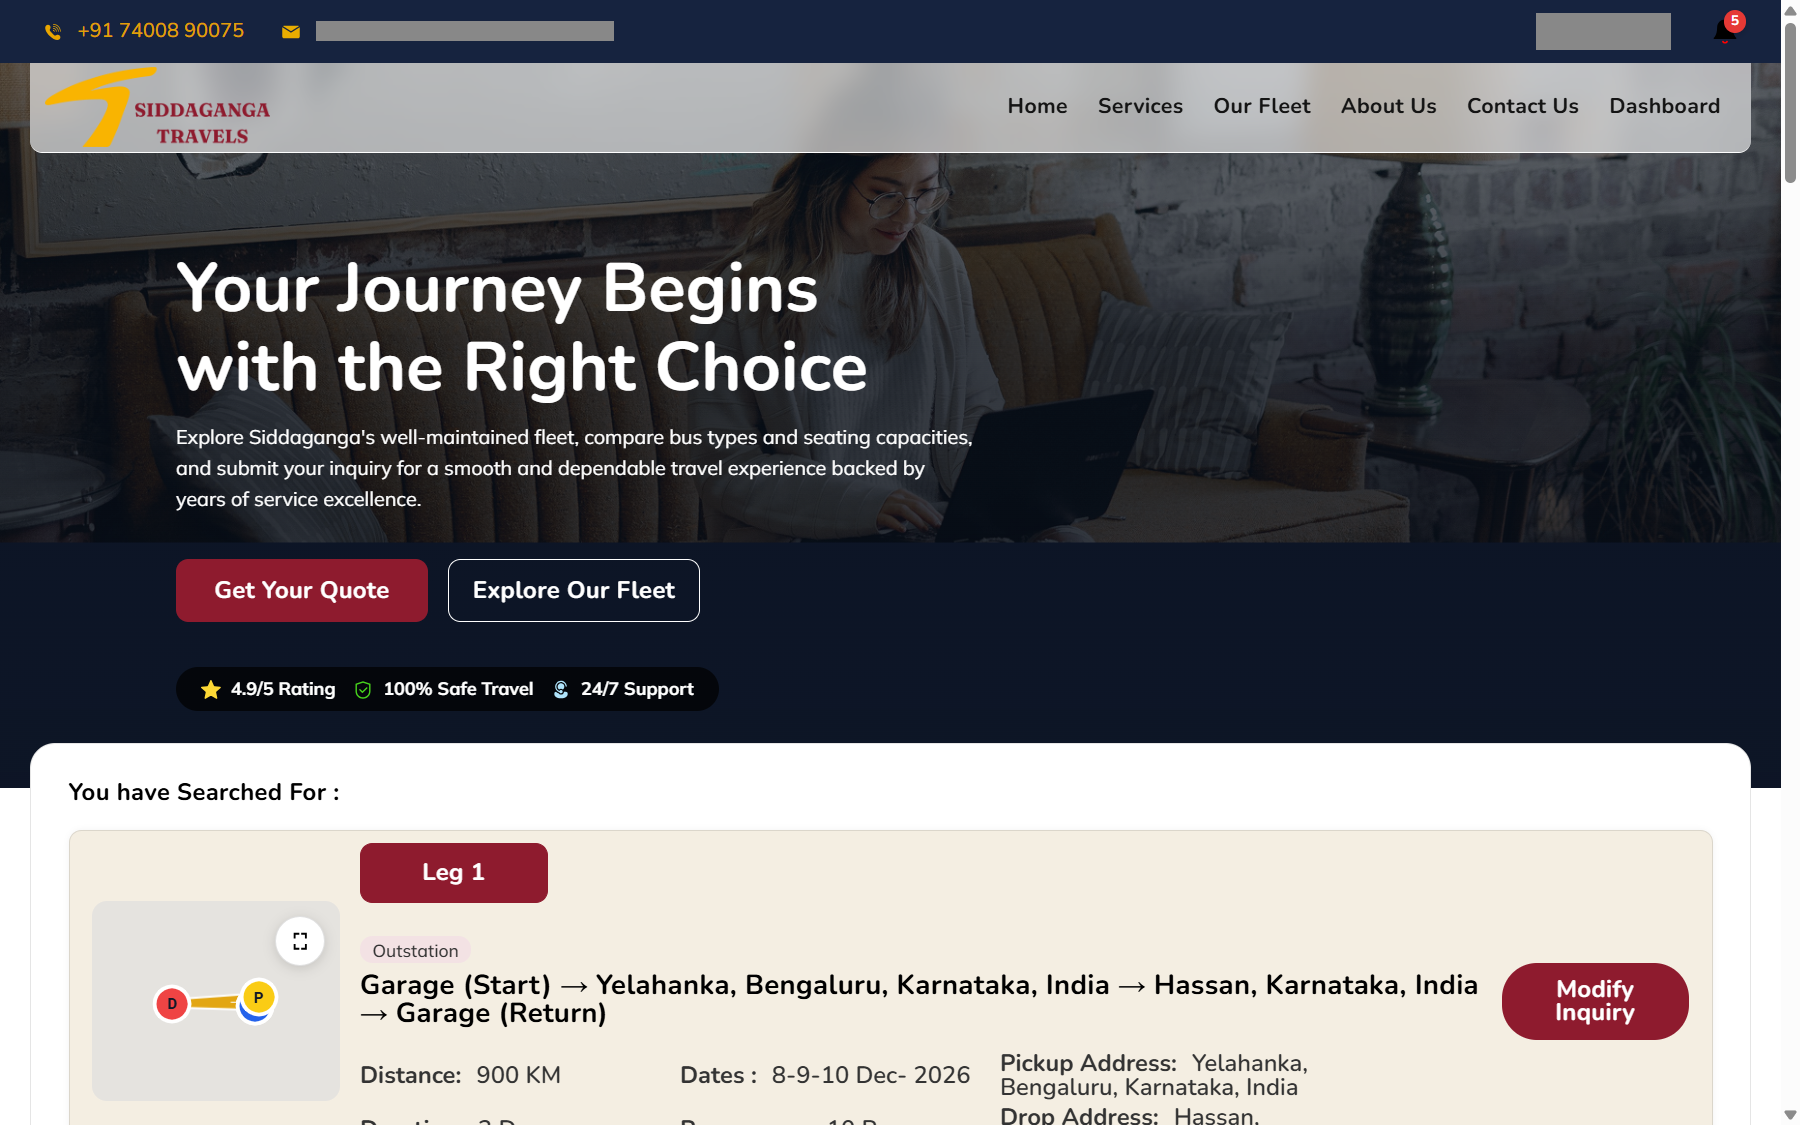 +91 74008 90075
5
SIDDAGANGA
TRAVELS
Home
Services
Our Fleet
About Us
Contact Us
Dashboard
Your Journey Begins
with the Right Choice
Explore Siddaganga's well-maintained fleet, compare bus types and seating capacities,
and submit your inquiry for a smooth and dependable travel experience backed by
years of service excellence.
Get Your Quote
Explore Our Fleet
4.9/5 Rating
100% Safe Travel
24/7 Support
You have Searched For :
Leg 1
D
P
Outstation
Garage (Start) → Yelahanka, Bengaluru, Karnataka, India → Hassan, Karnataka, India
→ Garage (Return)
Modify
Inquiry
Distance: 900 KM
Dates : 8-9-10 Dec- 2026
Pickup Address: Yelahanka,
Bengaluru, Karnataka, India
Drop Address: Hassan,